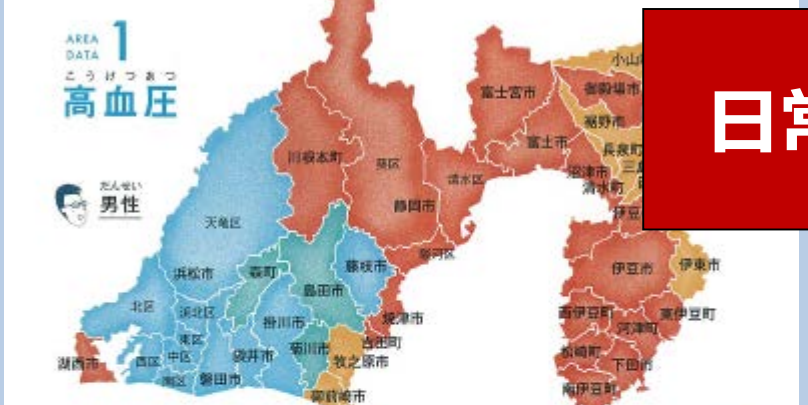 AREA
DATA 1
こうけつあつ
高血圧
だんせい
男性
日
富士宮市
御殿場市
裾野市
富士市
長泉町
沼津市
清水町
川根本町
葵区
清水区
静岡市
駿河区
天竜区
藤枝市
伊豆市
伊東市
浜松市
森町
島田市
北区
浜北区
掛川市
焼津市
西伊豆町
東伊豆町
河津町
東区
菊川市
吉田町
湖西市
西区
中区
袋井市
牧之原市
松崎町
下田市
南区
磐田市
御前崎市
南伊豆町